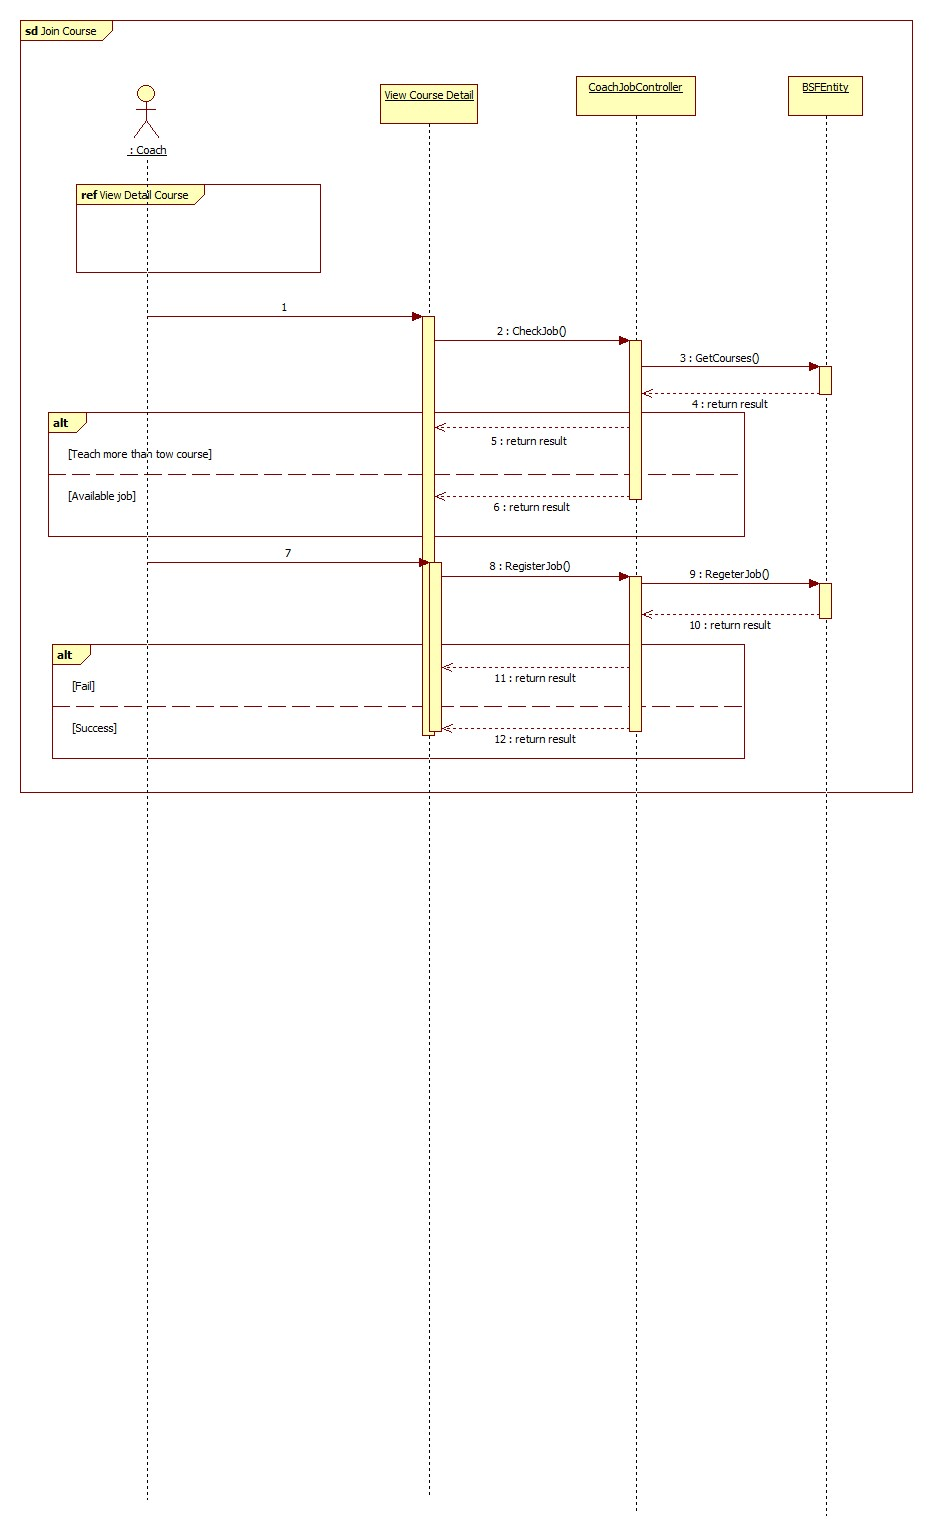 sd Join Course
: Coach
View Course Detail
CoachJobController
BSFEntity
ref View Detail Course
1
2 : CheckJob()
3 : GetCourses()
4 : return result
alt
5 : return result
[Teach more than tow course]
[Available job]
6 : return result
7
8 : RegisterJob()
9 : RegeterJob()
10 : return result
alt
11 : return result
[Fail]
[Success]
12 : return result